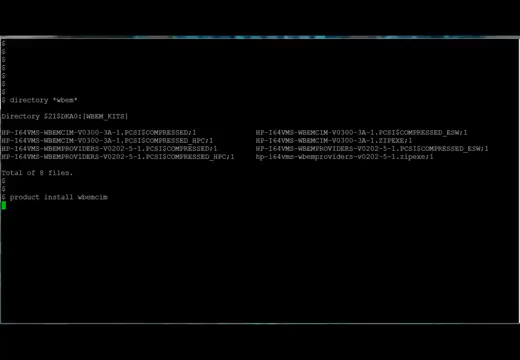 $
$
$
$
$
$
$
$ directory *wbem*
Directory $21$DKA0:[WBEM_KITS]
HP-I64VMS-WBEMCIM-V0300-3A-1.PCSI$COMPRESSED;1 HP-I64VMS-WBEMCIM-V0300-3A-1.PCSI$COMPRESSED_ESW;1
HP-I64VMS-WBEMCIM-V0300-3A-1.PCSI$COMPRESSED_HPC;1 HP-I64VMS-WBEMCIM-V0300-3A-1.ZIPEXE;1
HP-I64VMS-WBEMPROVIDERS-V0202-5-1.PCSI$COMPRESSED;1 HP-I64VMS-WBEMPROVIDERS-V0202-5-1.PCSI$COMPRESSED_ESW;1
HP-I64VMS-WBEMPROVIDERS-V0202-5-1.PCSI$COMPRESSED_HPC;1 hp-i64vms-wbemproviders-v0202-5-1.zipexe;1
Total of 8 files.
$
$
$ product install wbemcim